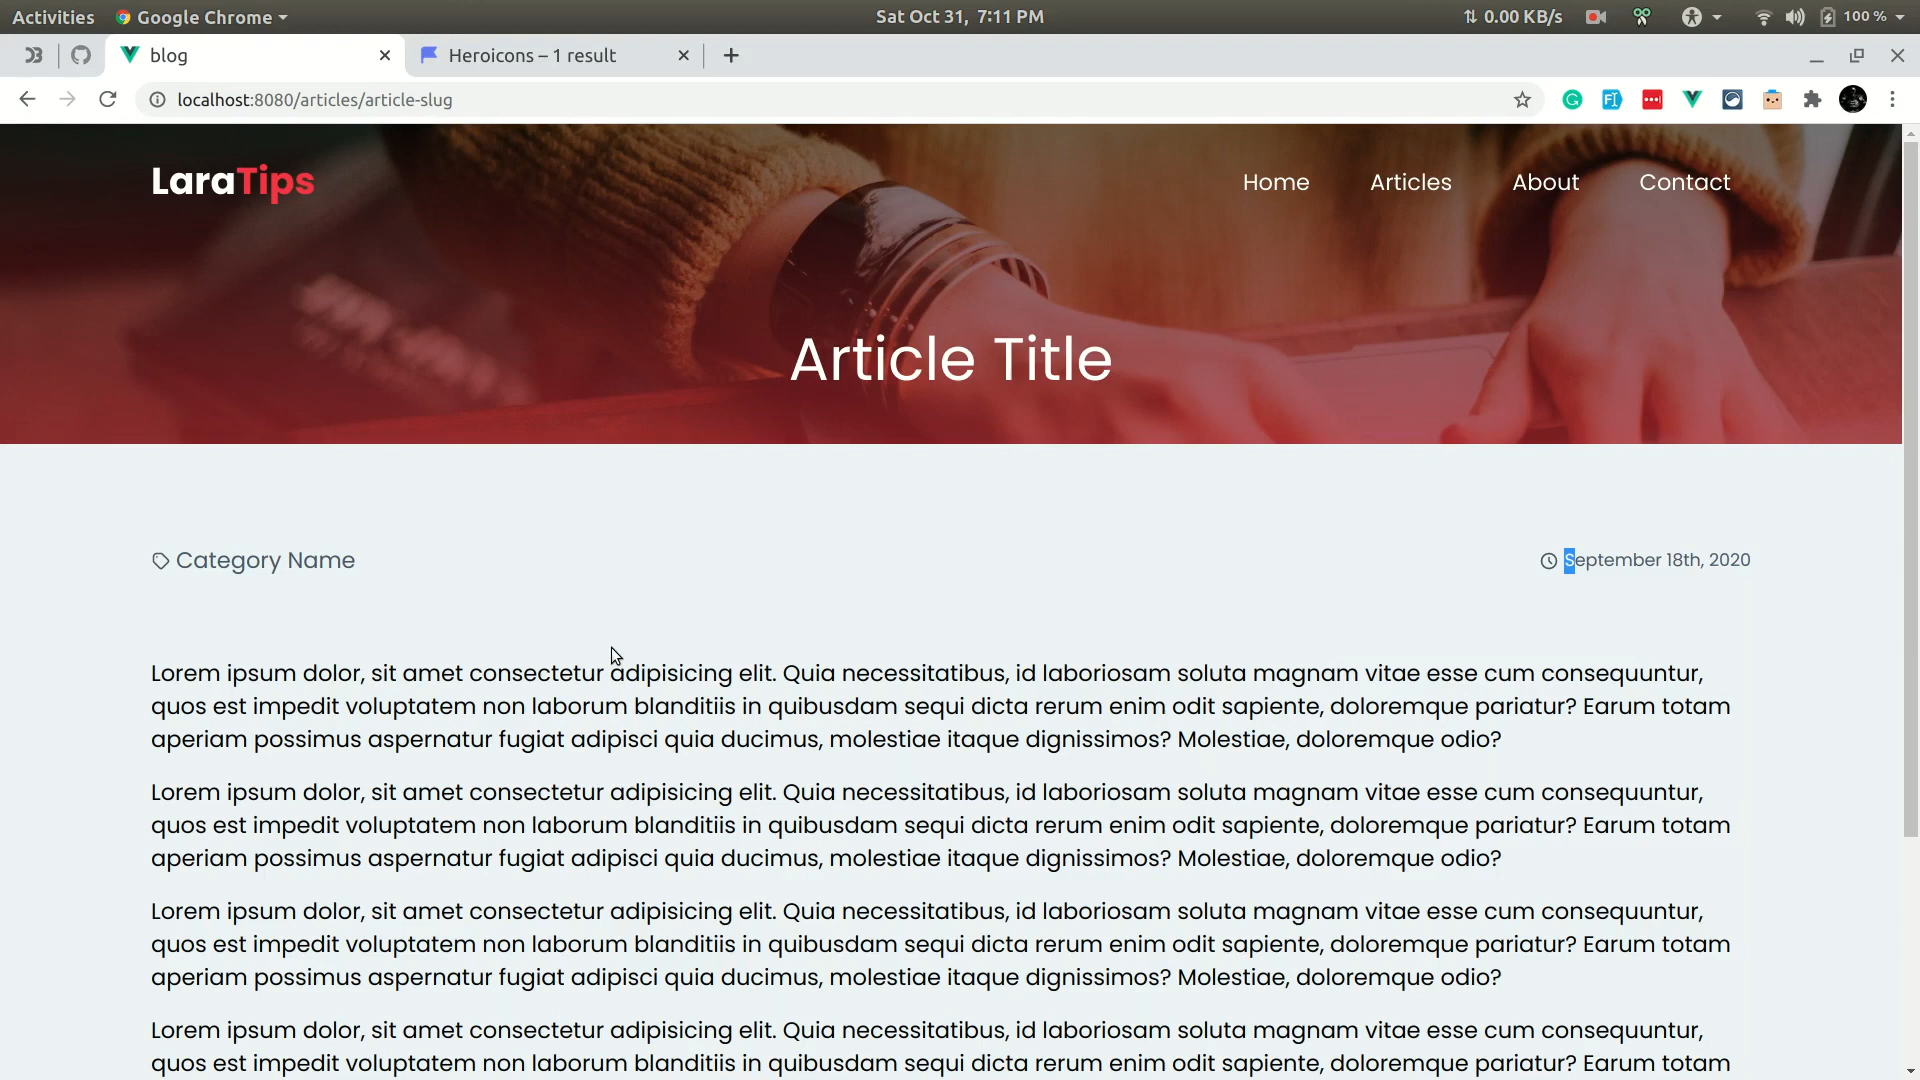 Activities Google Chrome Sat Oct 31, 7:11 PM 0.00 KB/s 100 %
blog Heroicons – 1 result
localhost:8080/articles/article-slug
LaraTips Home Articles About Contact
Article Title
Category Name September 18th, 2020
Lorem ipsum dolor, sit amet consectetur adipisicing elit. Quia necessitatibus, id laboriosam soluta magnam vitae esse cum consequuntur,
quos est impedit voluptatem non laborum blanditiis in quibusdam sequi dicta rerum enim odit sapiente, doloremque pariatur? Earum totam
aperiam possimus aspernatur fugiat adipisci quia ducimus, molestiae itaque dignissimos? Molestiae, doloremque odio?
Lorem ipsum dolor, sit amet consectetur adipisicing elit. Quia necessitatibus, id laboriosam soluta magnam vitae esse cum consequuntur,
quos est impedit voluptatem non laborum blanditiis in quibusdam sequi dicta rerum enim odit sapiente, doloremque pariatur? Earum totam
aperiam possimus aspernatur fugiat adipisci quia ducimus, molestiae itaque dignissimos? Molestiae, doloremque odio?
Lorem ipsum dolor, sit amet consectetur adipisicing elit. Quia necessitatibus, id laboriosam soluta magnam vitae esse cum consequuntur,
quos est impedit voluptatem non laborum blanditiis in quibusdam sequi dicta rerum enim odit sapiente, doloremque pariatur? Earum totam
aperiam possimus aspernatur fugiat adipisci quia ducimus, molestiae itaque dignissimos? Molestiae, doloremque odio?
Lorem ipsum dolor, sit amet consectetur adipisicing elit. Quia necessitatibus, id laboriosam soluta magnam vitae esse cum consequuntur,
quos est impedit voluptatem non laborum blanditiis in quibusdam sequi dicta rerum enim odit sapiente, doloremque pariatur? Earum totam